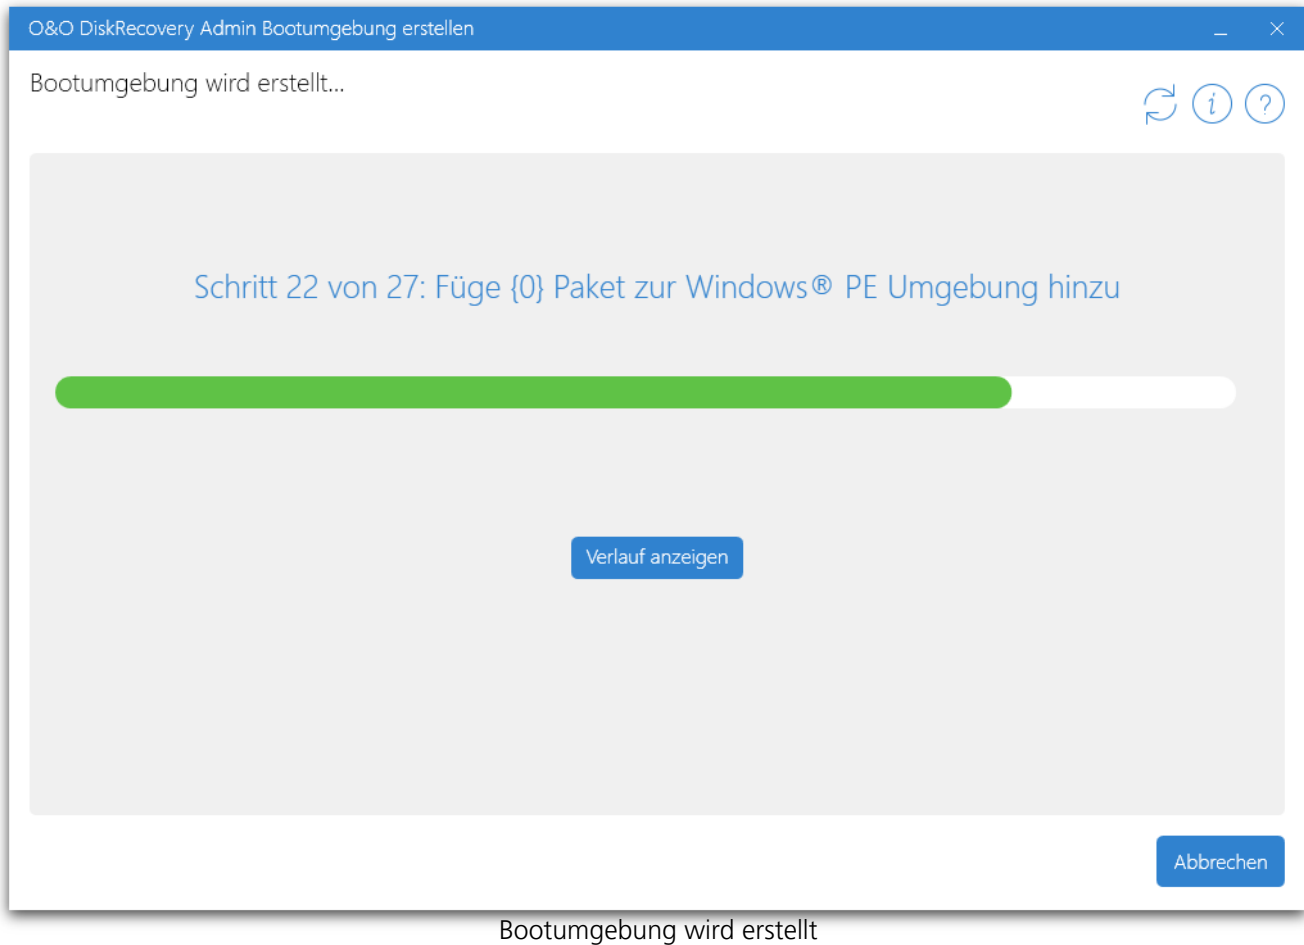 O&O DiskRecovery Admin Bootumgebung erstellen
Bootumgebung wird erstellt...
Schritt 22 von 27: Füge {0} Paket zur Windows® PE Umgebung hinzu
Verlauf anzeigen
Abbrechen
Bootumgebung wird erstellt